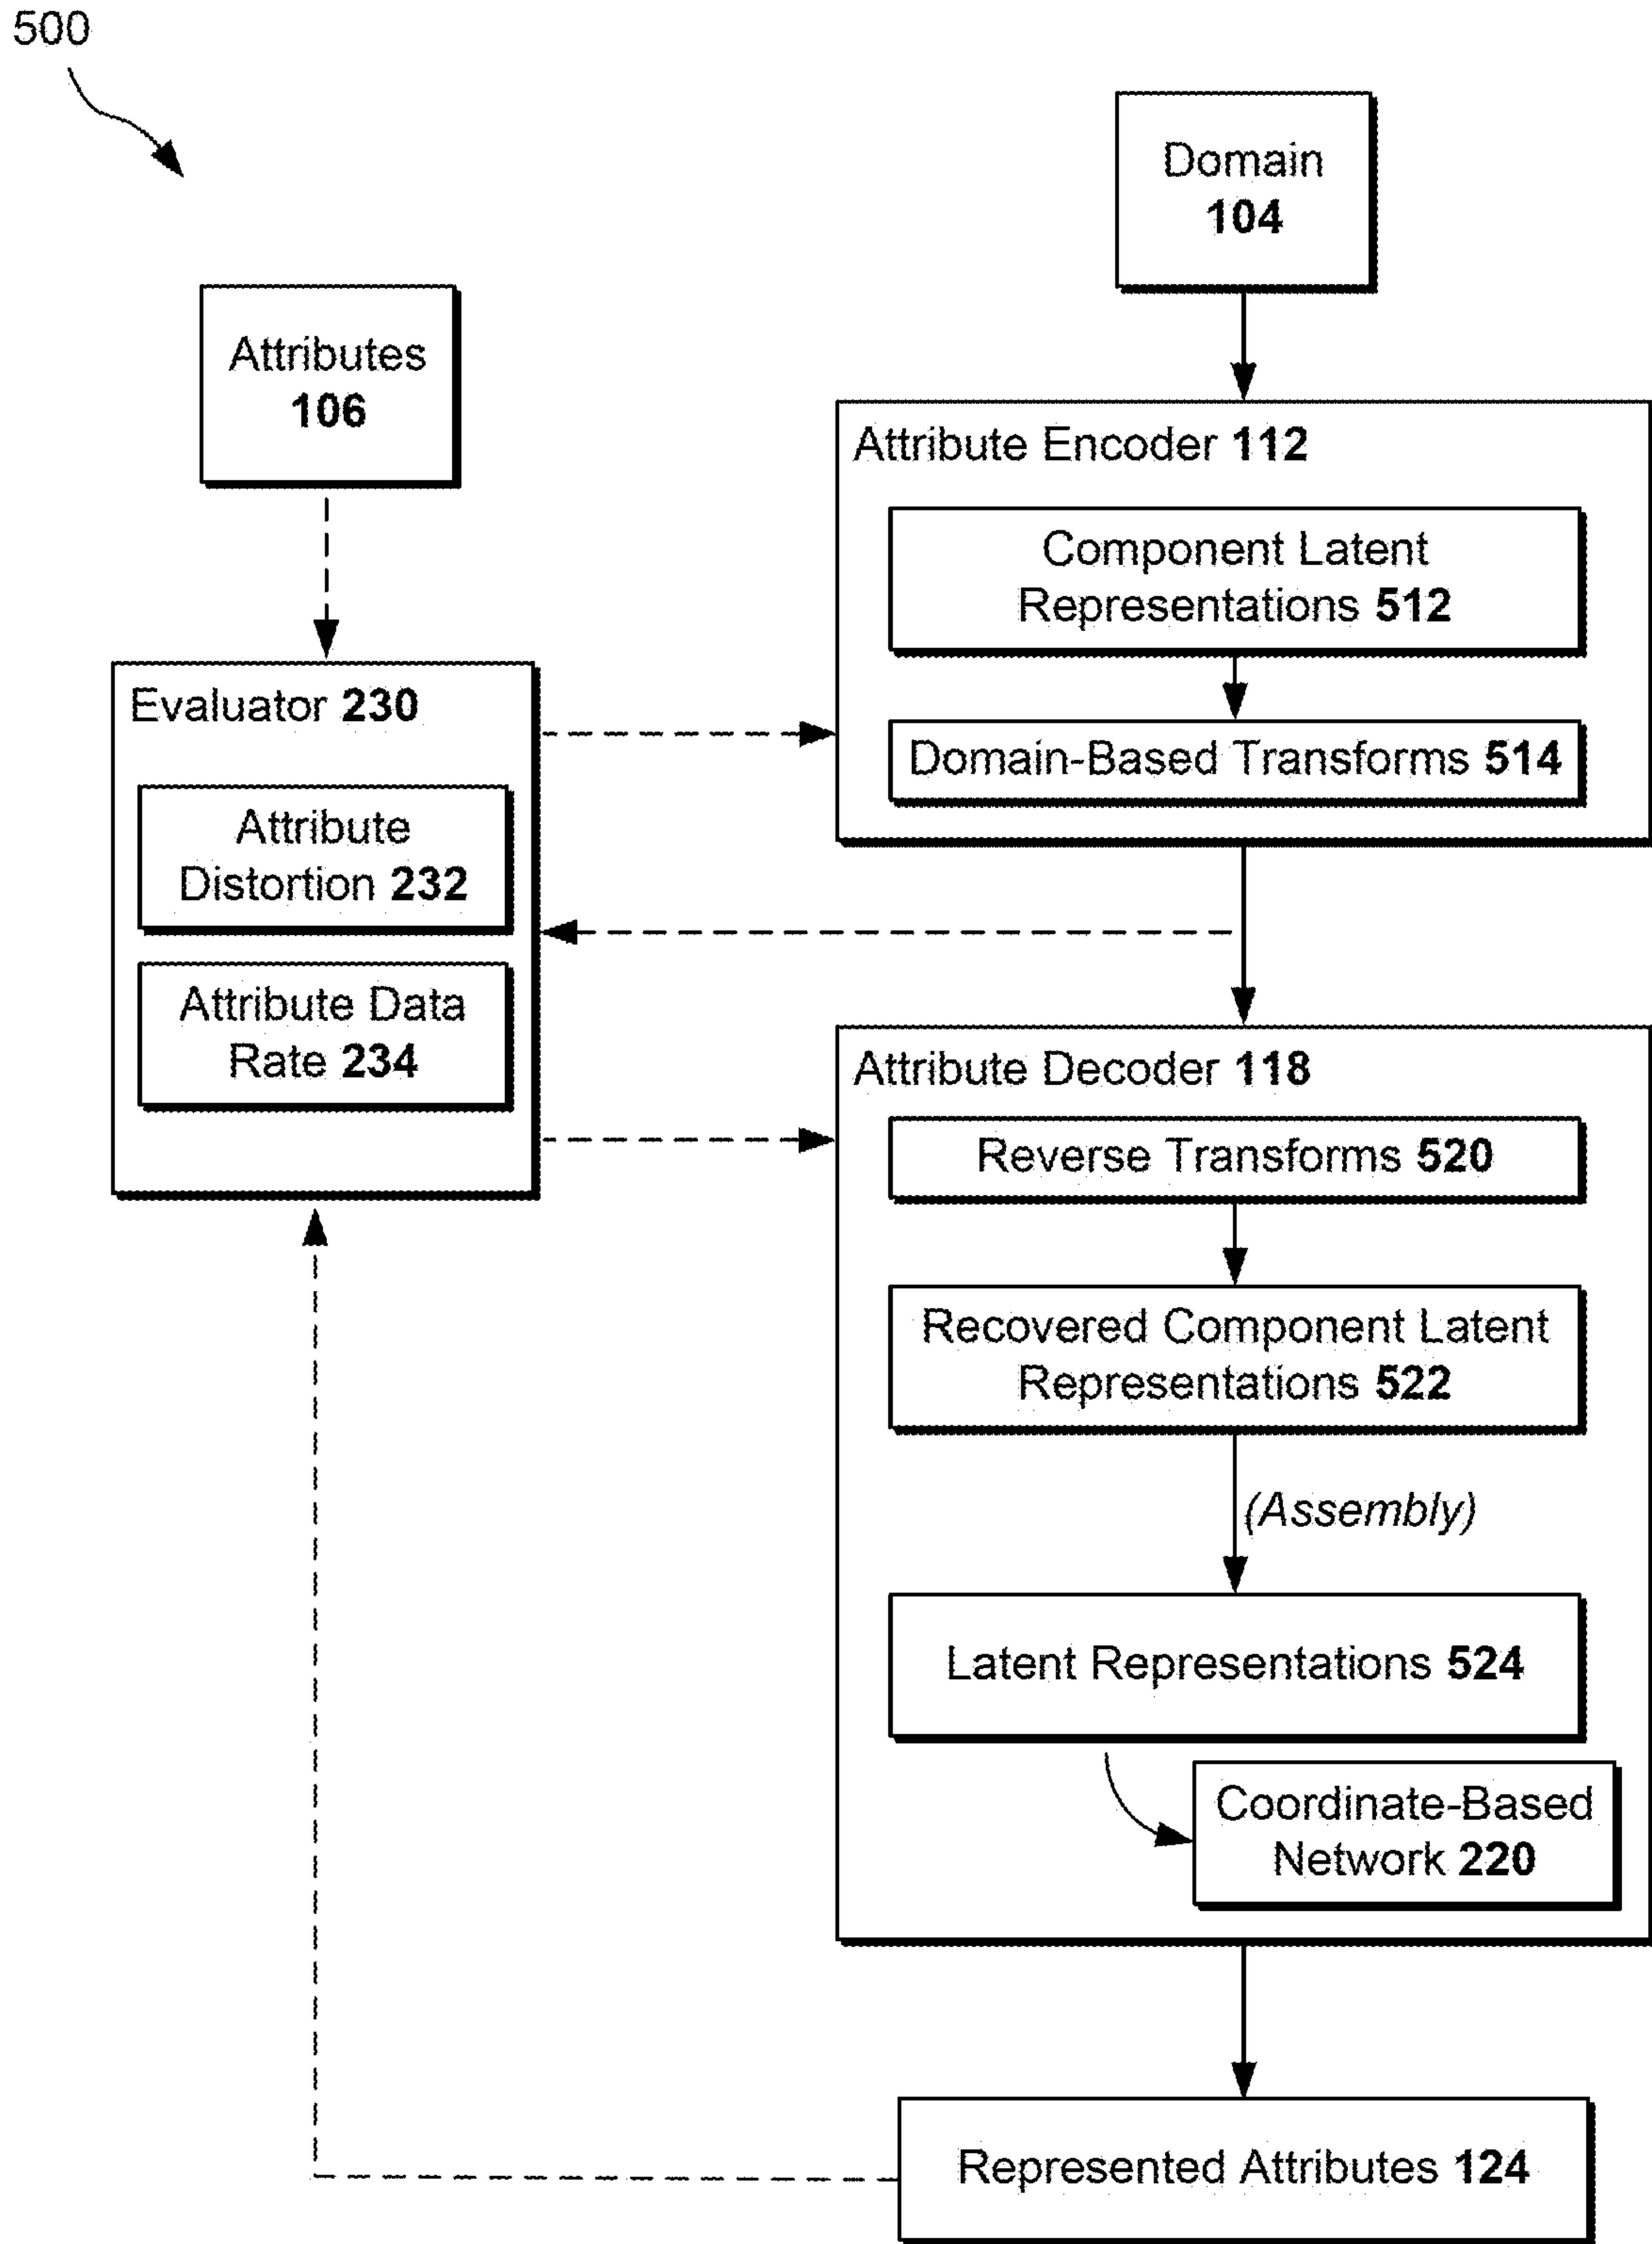 500
Domain
104
Attributes
106
Attribute Encoder 112
Component Latent
Representations 512
Domain-Based Transforms 514
Evaluator 230
Attribute
Distortion 232
Attribute Data
Rate 234
Attribute Decoder 118
Reverse Transforms 520
Recovered Component Latent
Representations 522
(Assembly)
Latent Representations 524
Coordinate-Based
Network 220
Represented Attributes 124